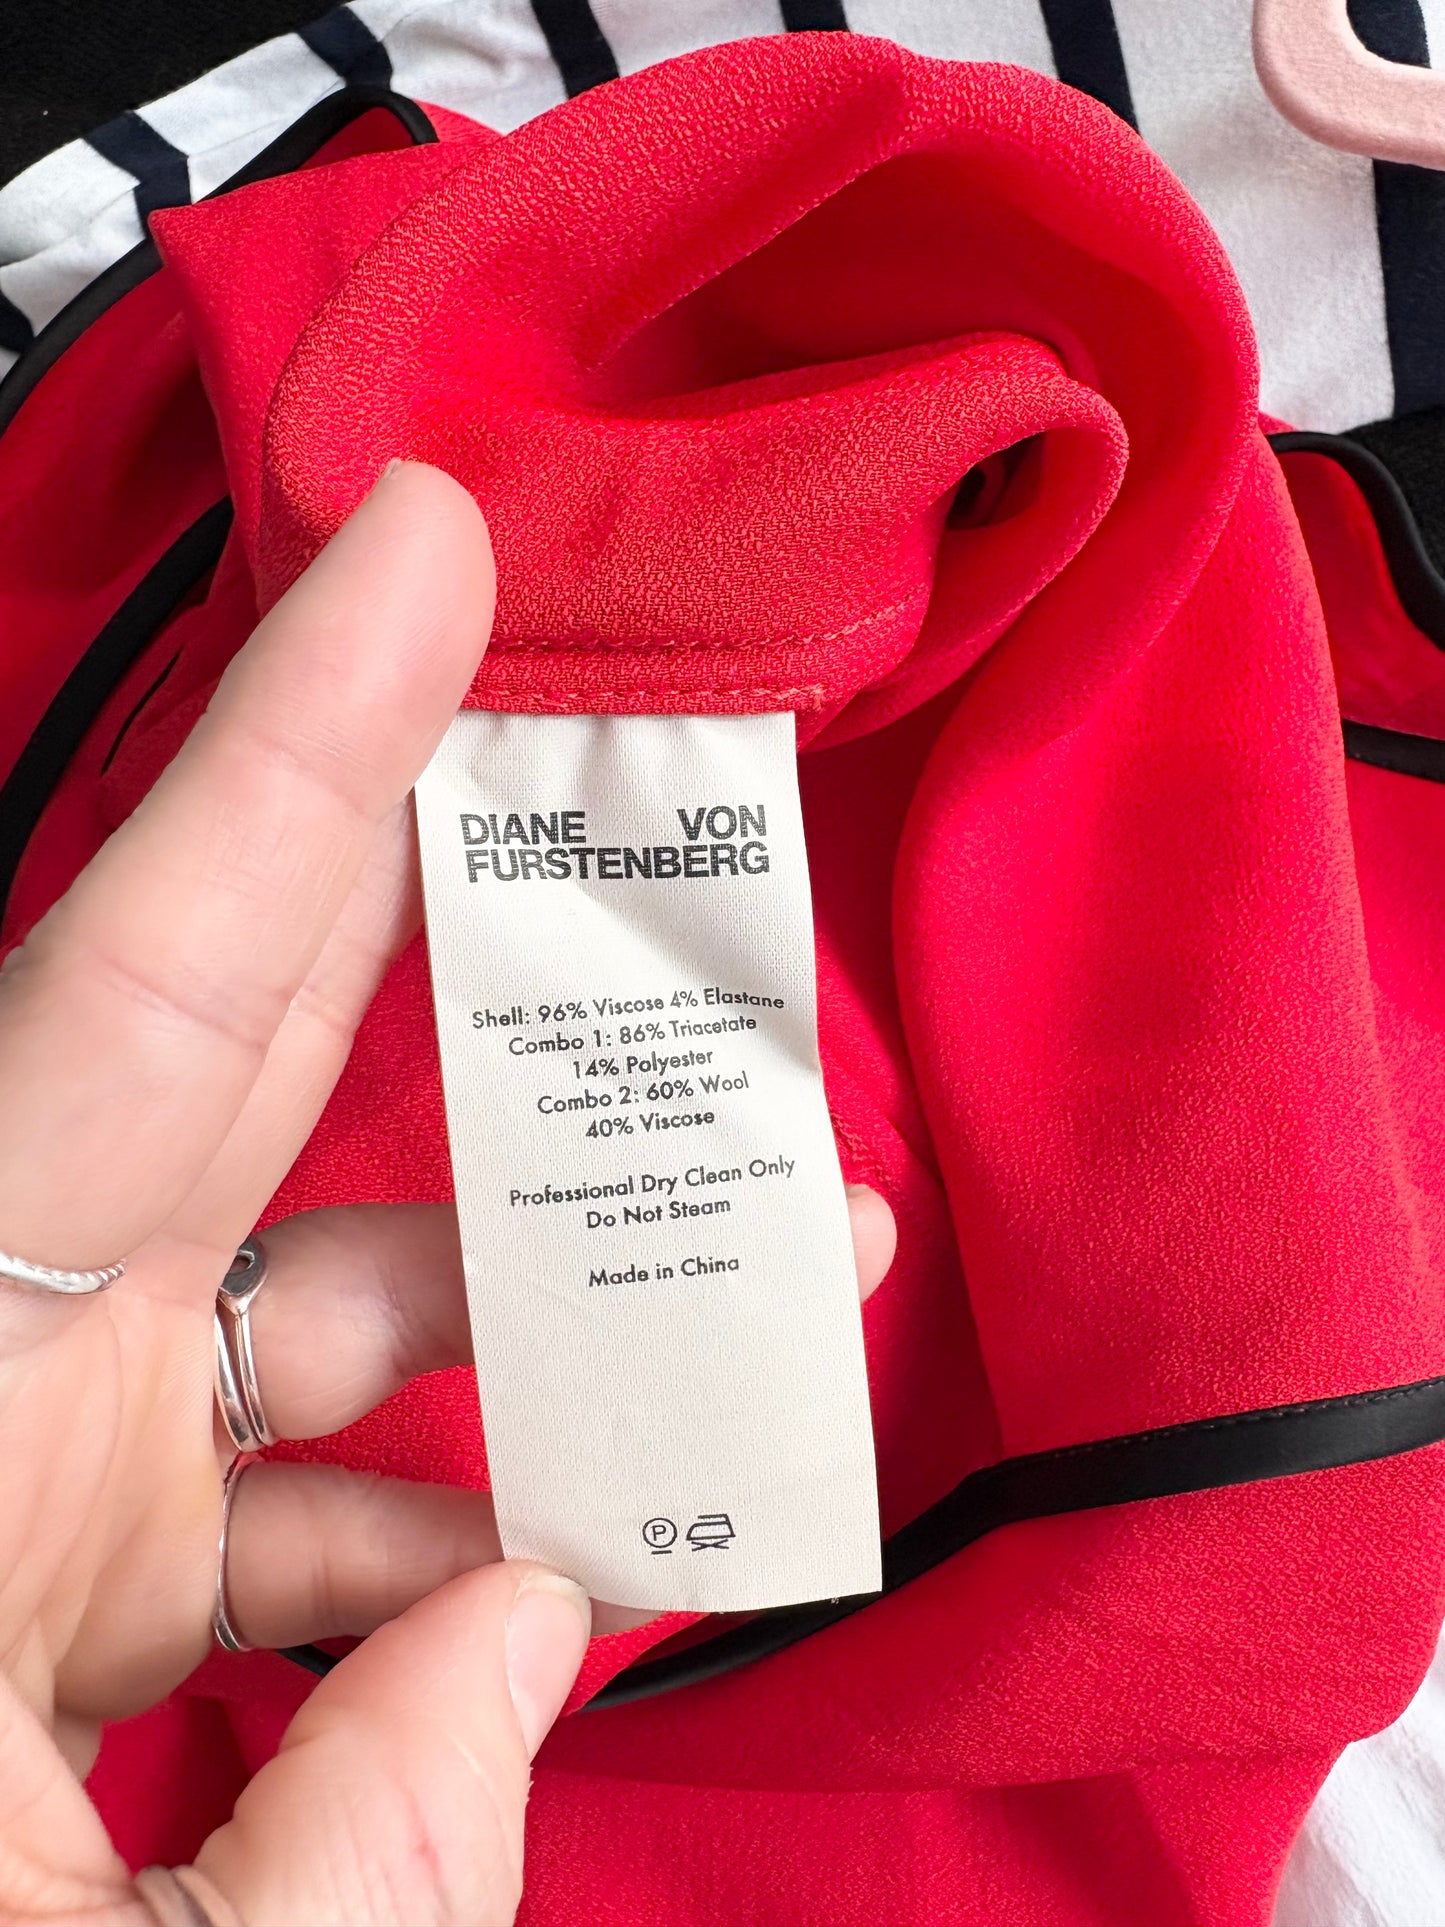 DIANE VON
FURSTENBERG
Shell: 96% Viscose 4% Elastane
Combo 1: 86% Triacetate
14% Polyester
Combo 2: 60% Wool
40% Viscose
Professional Dry Clean Only
Do Not Steam
Made in China
P